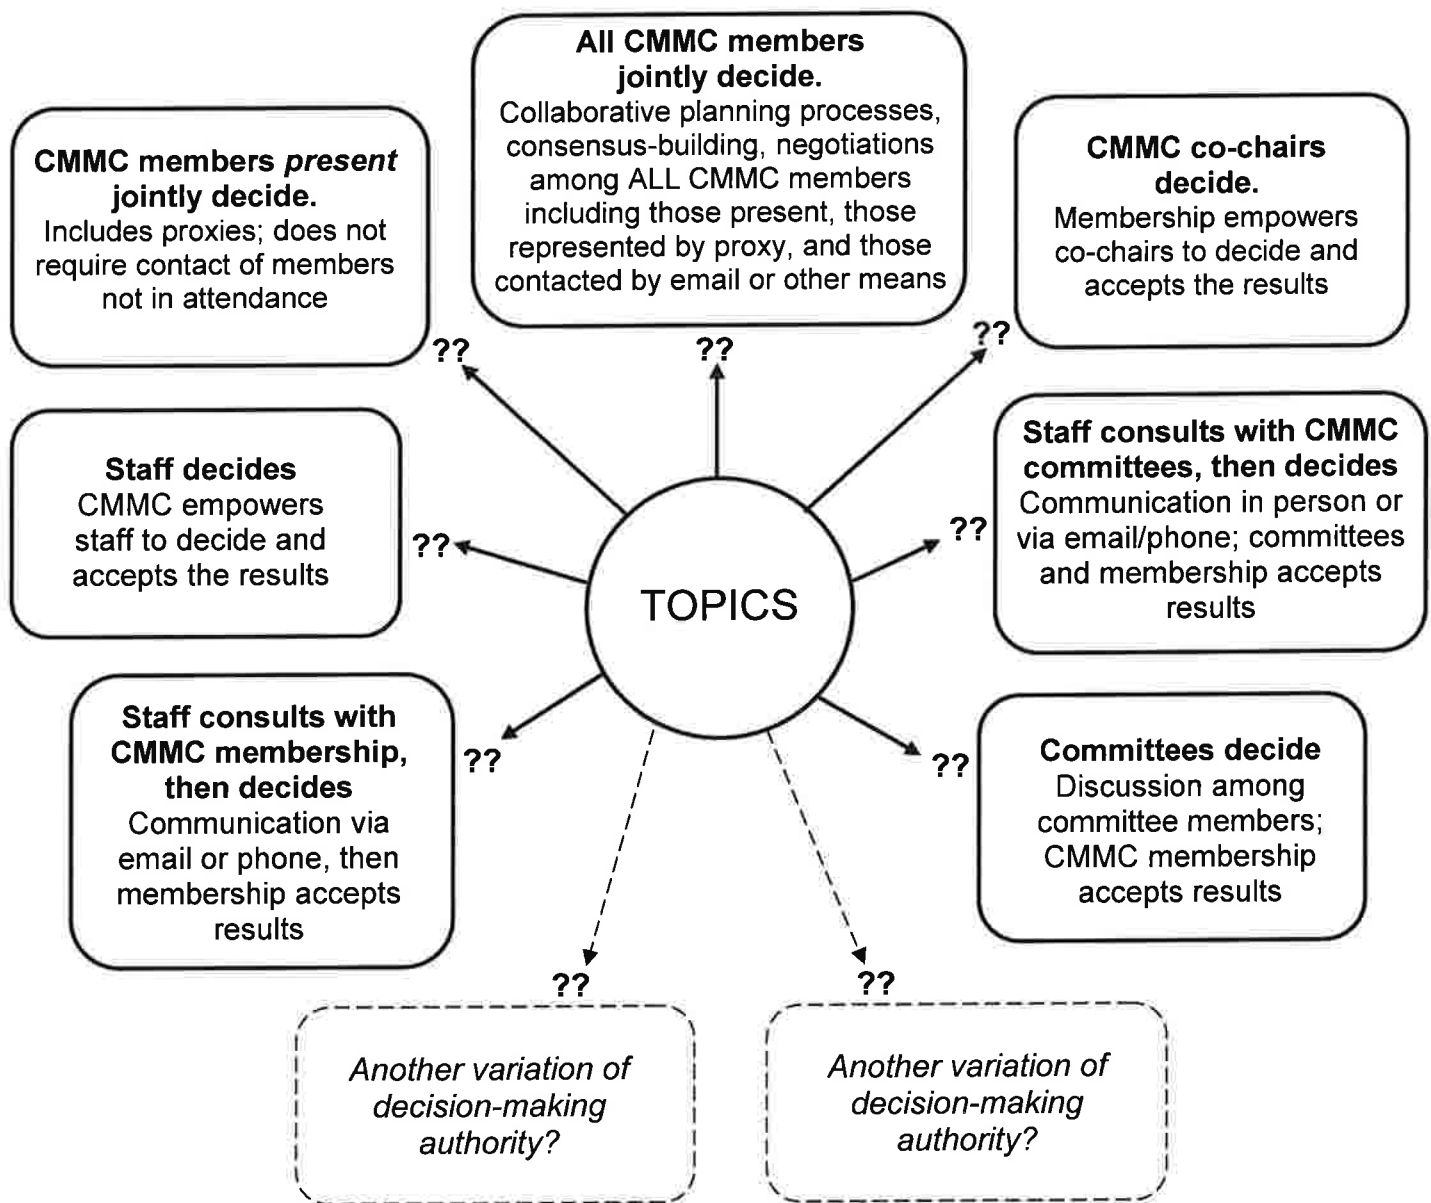 All CMMC members
jointly decide.
Collaborative planning processes,
consensus-building, negotiations
among ALL CMMC members
including those present, those
represented by proxy, and those
contacted by email or other means
CMMC members present
jointly decide.
Includes proxies; does not
require contact of members
not in attendance
CMMC co-chairs
decide.
Membership empowers
co-chairs to decide and
accepts the results
??
??
??
Staff decides
CMMC empowers
staff to decide and
accepts the results
??
Staff consults with CMMC
committees, then decides
Communication in person or
via email/phone; committees
and membership accepts
results
??
TOPICS
Staff consults with
CMMC membership,
then decides
Communication via
email or phone, then
membership accepts
results
??
Committees decide
Discussion among
committee members;
CMMC membership
accepts results
??
??
??
Another variation of
decision-making
authority?
Another variation of
decision-making
authority?